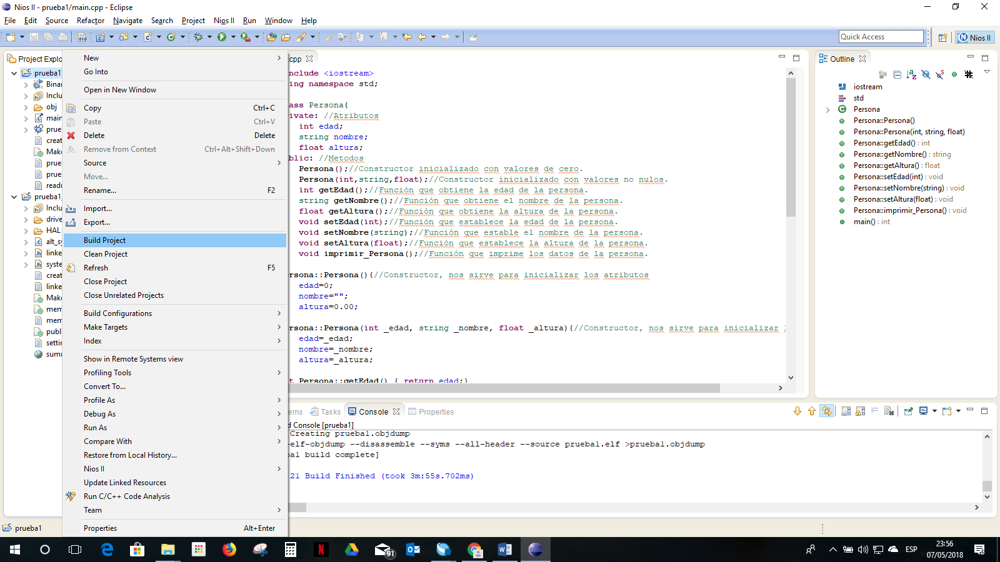 Nios II - prueba1/main.cpp - Eclipse
File Edit Source Refactor Navigate Search Project Nios II Run Window Help
Quick Access
Nios II
Project Explo
prueba1
Binar
Inclu
obj
main
prue
creat
Make
prue
prue
readr
prueba1_
Inclu
drive
HAL
alt_sy
linke
syste
creat
linke
Mak
mem
mem
publ
settin
sumn
New
Go Into
Open in New Window
Copy Ctrl+C
Paste Ctrl+V
Delete Delete
Remove from Context Ctrl+Alt+Shift+Down
Source
Move...
Rename... F2
Import...
Export...
Build Project
Clean Project
Refresh F5
Close Project
Close Unrelated Projects
Build Configurations
Make Targets
Index
Show in Remote Systems view
Profiling Tools
Convert To...
Profile As
Debug As
Run As
Compare With
Restore from Local History...
Nios II
Update Linked Resources
Run C/C++ Code Analysis
Team
Properties Alt+Enter
cpp
nclude <iostream>
ing namespace std;
ass Persona{
ivate: //Atributos
int edad;
string nombre;
float altura;
blic: //Metodos
Persona();//Constructor inicializado con valores de cero.
Persona(int,string,float);//Constructor inicializado con valores no nulos.
int getEdad();//Función que obtiene la edad de la persona.
string getNombre();//Función que obtiene el nombre de la persona.
float getAltura();//Función que obtiene la altura de la persona.
void setEdad(int);//Función que establece la edad de la persona.
void setNombre(string);//Función que estable el nombre de la persona.
void setAltura(float);//Función que establece la altura de la persona.
void imprimir_Persona();//Función que imprime los datos de la persona.
rsona::Persona(){//Constructor, nos sirve para inicializar los atributos
edad=0;
nombre="";
altura=0.00;
rsona::Persona(int _edad, string _nombre, float _altura){//Constructor, nos sirve para inicializar
edad=_edad;
nombre=_nombre;
altura=_altura;
t Persona::getEdad() { return edad;}
Outline
iostream
std
Persona
Persona::Persona()
Persona::Persona(int, string, float)
Persona::getEdad() : int
Persona::getNombre() : string
Persona::getAltura() : float
Persona::setEdad(int) : void
Persona::setNombre(string) : void
Persona::setAltura(float) : void
Persona::imprimir_Persona() : void
main() : int
ems Tasks Console Properties
d Console [prueba1]
Creating prueba1.objdump
-elf-objdump --disassemble --syms --all-header --source prueba1.elf >prueba1.objdump
ba1 build complete]
21 Build Finished (took 3m:55s.702ms)
prueba1
91
ESP
23:56
07/05/2018